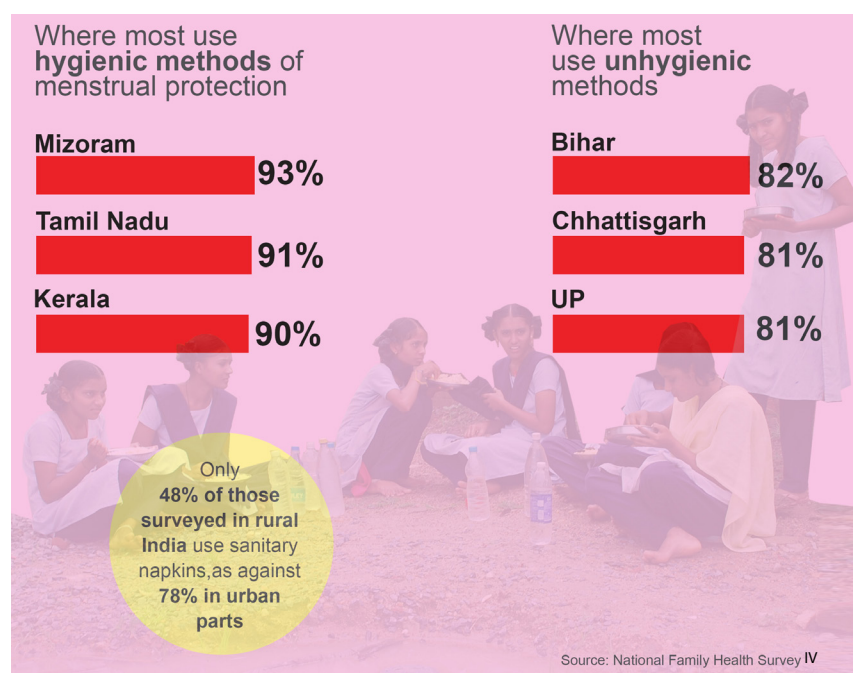 Where most use
hygienic methods of
menstrual protection
Mizoram
93%
Tamil Nadu
91%
Kerala
90%
Where most
use unhygienic
methods
Bihar
82%
Chhattisgarh
81%
UP
81%
Only
48% of those
surveyed in rural
India use sanitary
napkins,as against
78% in urban
parts
Source: National Family Health Survey IV